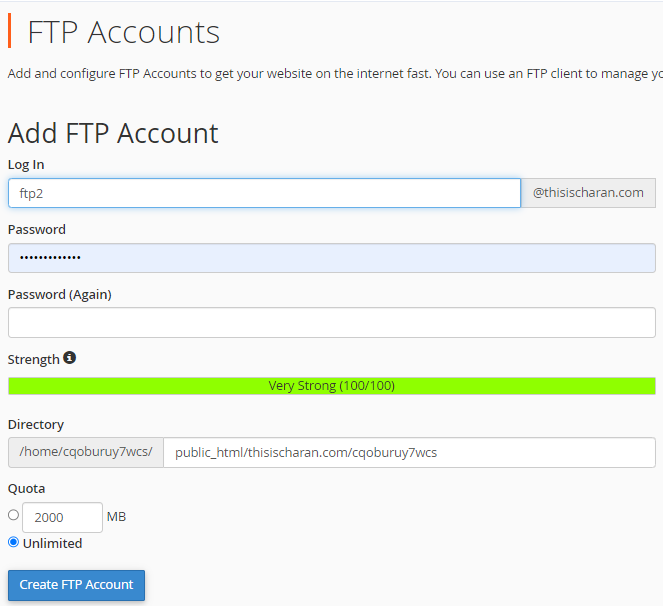 FTP Accounts
Add and configure FTP Accounts to get your website on the internet fast. You can use an FTP client to manage
Add FTP Account
Log In
ftp2 @thisischaran.com
Password
•••••••••••••
Password (Again)
Strength
Very Strong (100/100)
Directory
/home/cqoburuy7wcs/ public_html/thisischaran.com/cqoburuy7wcs
Quota
2000 MB
Unlimited
Create FTP Account